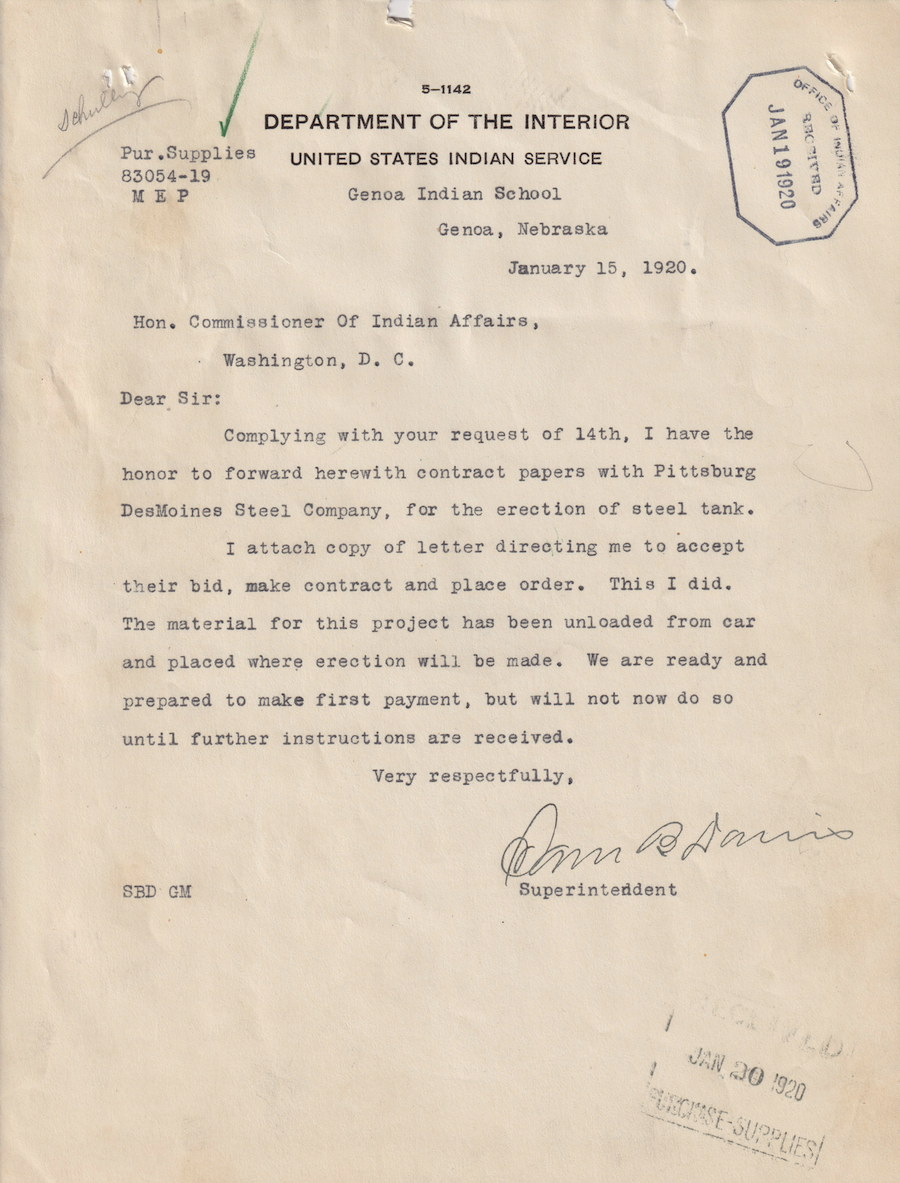 5-1142
DEPARTMENT OF THE INTERIOR
UNITED STATES INDIAN SERVICE
Pur.Supplies
83054-19
M E P
Genoa Indian School
Genoa, Nebraska
January 15, 1920.
OFFICE OF INDIAN AFFAIRS
RECEIVED
JAN 19 1920
Hon. Commissioner Of Indian Affairs,
Washington, D. C.
Dear Sir:
Complying with your request of 14th, I have the
honor to forward herewith contract papers with Pittsburg
DesMoines Steel Company, for the erection of steel tank.
I attach copy of letter directing me to accept
their bid, make contract and place order. This I did.
The material for this project has been unloaded from car
and placed where erection will be made. We are ready and
prepared to make first payment, but will not now do so
until further instructions are received.
Very respectfully,
Sam B Davis
Superintendent
SBD GM
JAN 20 1920
PURCHASE-SUPPLIES